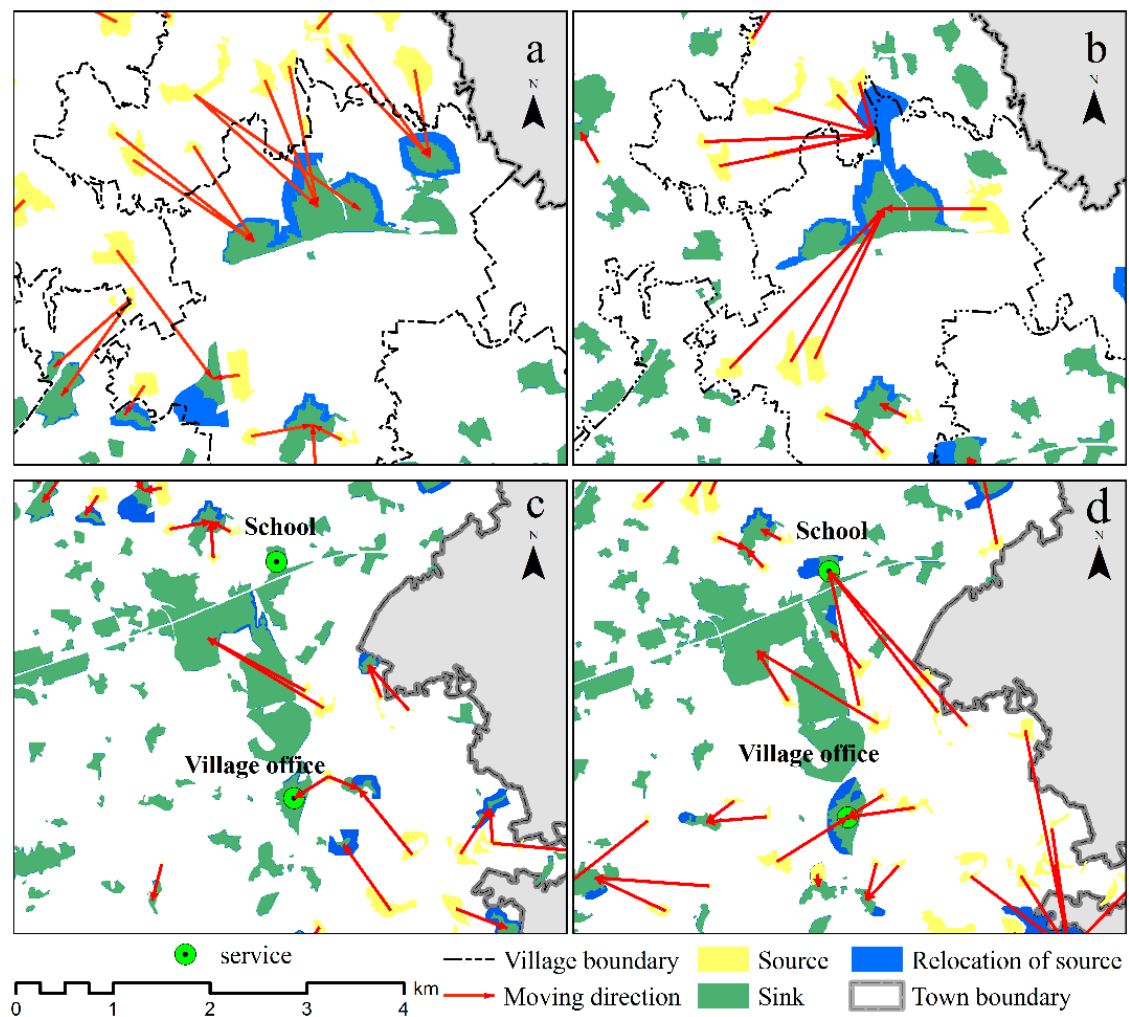 a
N
b
N
c
N
School
Village office
d
N
School
Village office
service
km
0 1 2 3 4
Village boundary
Moving direction
Source
Sink
Relocation of source
Town boundary